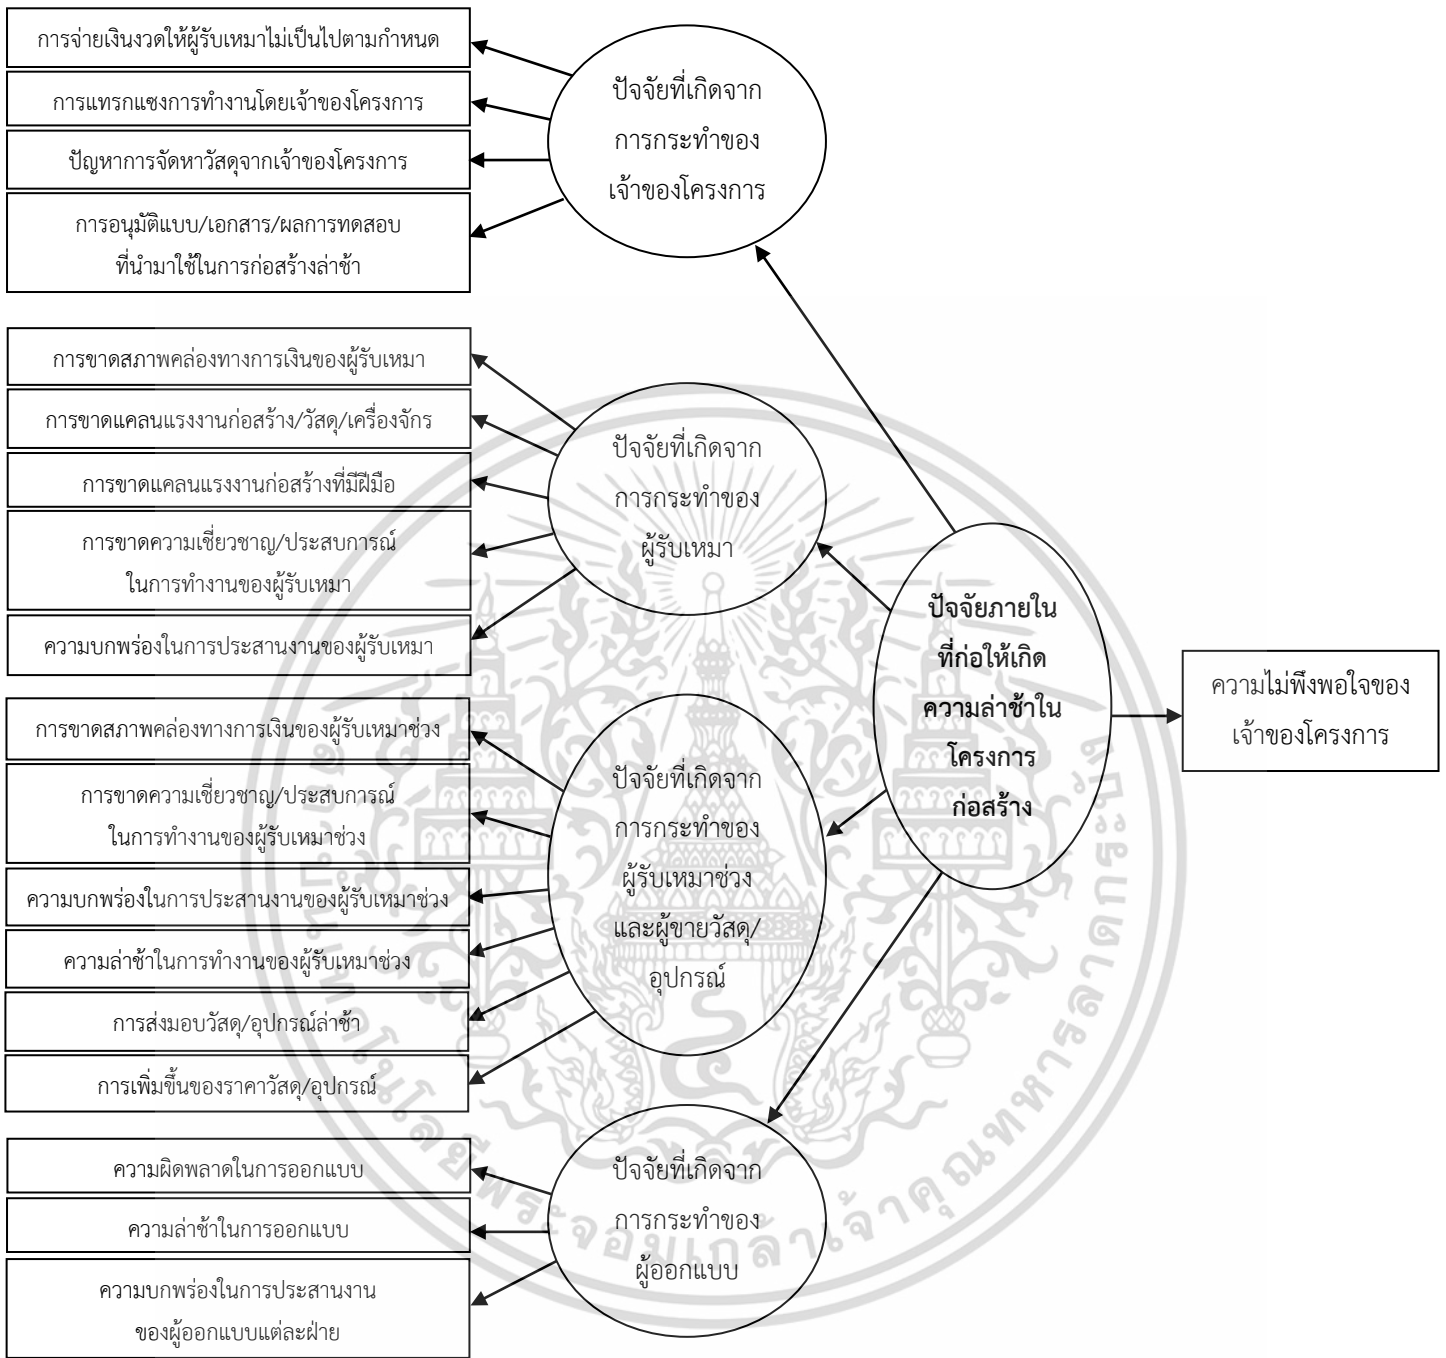 การจ่ายเงินงวดให้ผู้รับเหมาไม่เป็นไปตามกำหนด
การแทรกแซงการทำงานโดยเจ้าของโครงการ
ปัญหาการจัดหาวัสดุจากเจ้าของโครงการ
การอนุมัติแบบ/เอกสาร/ผลการทดสอบ
ที่นำมาใช้ในการก่อสร้างล่าช้า
ปัจจัยที่เกิดจาก
การกระทำของ
เจ้าของโครงการ
การขาดสภาพคล่องทางการเงินของผู้รับเหมา
การขาดแคลนแรงงานก่อสร้าง/วัสดุ/เครื่องจักร
การขาดแคลนแรงงานก่อสร้างที่มีฝีมือ
การขาดความเชี่ยวชาญ/ประสบการณ์
ในการทำงานของผู้รับเหมา
ความบกพร่องในการประสานงานของผู้รับเหมา
ปัจจัยที่เกิดจาก
การกระทำของ
ผู้รับเหมา
การขาดสภาพคล่องทางการเงินของผู้รับเหมาช่วง
การขาดความเชี่ยวชาญ/ประสบการณ์
ในการทำงานของผู้รับเหมาช่วง
ความบกพร่องในการประสานงานของผู้รับเหมาช่วง
ความล่าช้าในการทำงานของผู้รับเหมาช่วง
การส่งมอบวัสดุ/อุปกรณ์ล่าช้า
การเพิ่มขึ้นของราคาวัสดุ/อุปกรณ์
ปัจจัยที่เกิดจาก
การกระทำของ
ผู้รับเหมาช่วง
และผู้ขายวัสดุ/
อุปกรณ์
ความผิดพลาดในการออกแบบ
ความล่าช้าในการออกแบบ
ความบกพร่องในการประสานงาน
ของผู้ออกแบบแต่ละฝ่าย
ปัจจัยที่เกิดจาก
การกระทำของ
ผู้ออกแบบ
ปัจจัยภายใน
ที่ก่อให้เกิด
ความล่าช้าใน
โครงการ
ก่อสร้าง
ความไม่พึงพอใจของ
เจ้าของโครงการ
สถาบันเทคโนโลยีพระจอมเกล้าเจ้าคุณทหารลาดกระบัง